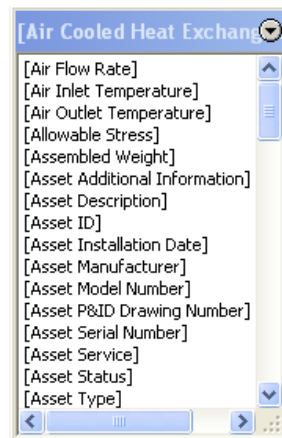 [Air Cooled Heat Exchang
[Air Flow Rate]
[Air Inlet Temperature]
[Air Outlet Temperature]
[Allowable Stress]
[Assembled Weight]
[Asset Additional Information]
[Asset Description]
[Asset ID]
[Asset Installation Date]
[Asset Manufacturer]
[Asset Model Number]
[Asset P&ID Drawing Number]
[Asset Serial Number]
[Asset Service]
[Asset Status]
[Asset Type]